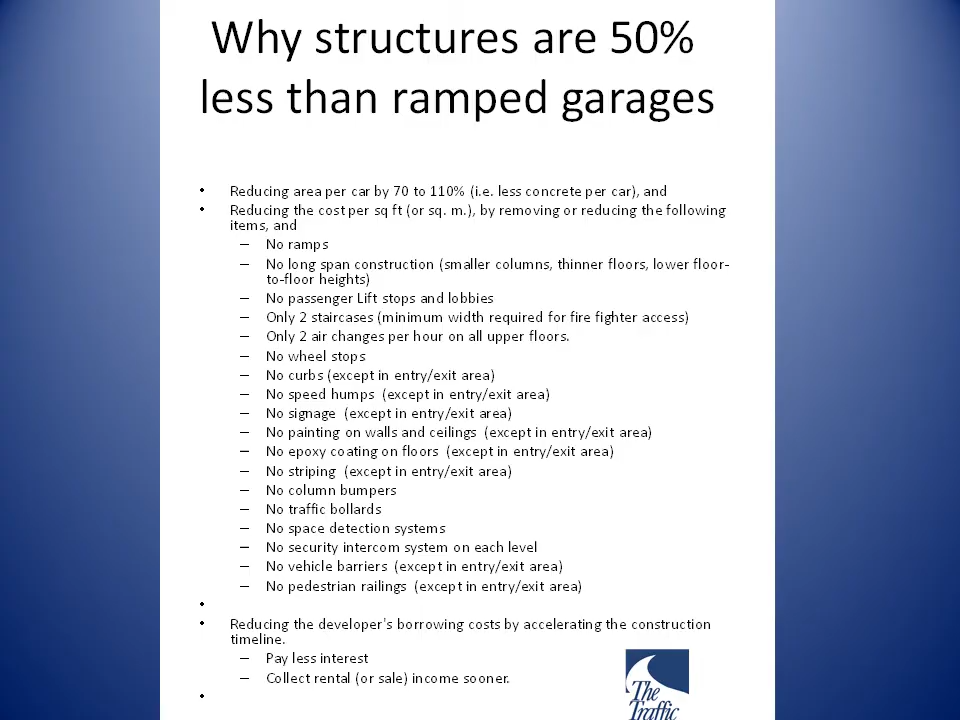 Why structures are 50%
less than ramped garages
• Reducing area per car by 70 to 110% (i.e. less concrete per car), and
• Reducing the cost per sq ft (or sq. m.), by removing or reducing the following
items, and
– No ramps
– No long span construction (smaller columns, thinner floors, lower floor-
to-floor heights)
– No passenger Lift stops and lobbies
– Only 2 staircases (minimum width required for fire fighter access)
– Only 2 air changes per hour on all upper floors.
– No wheel stops
– No curbs (except in entry/exit area)
– No speed humps (except in entry/exit area)
– No signage (except in entry/exit area)
– No painting on walls and ceilings (except in entry/exit area)
– No epoxy coating on floors (except in entry/exit area)
– No striping (except in entry/exit area)
– No column bumpers
– No traffic bollards
– No space detection systems
– No security intercom system on each level
– No vehicle barriers (except in entry/exit area)
– No pedestrian railings (except in entry/exit area)
•
• Reducing the developer's borrowing costs by accelerating the construction
timeline.
– Pay less interest
– Collect rental (or sale) income sooner.
•
The
Traffic